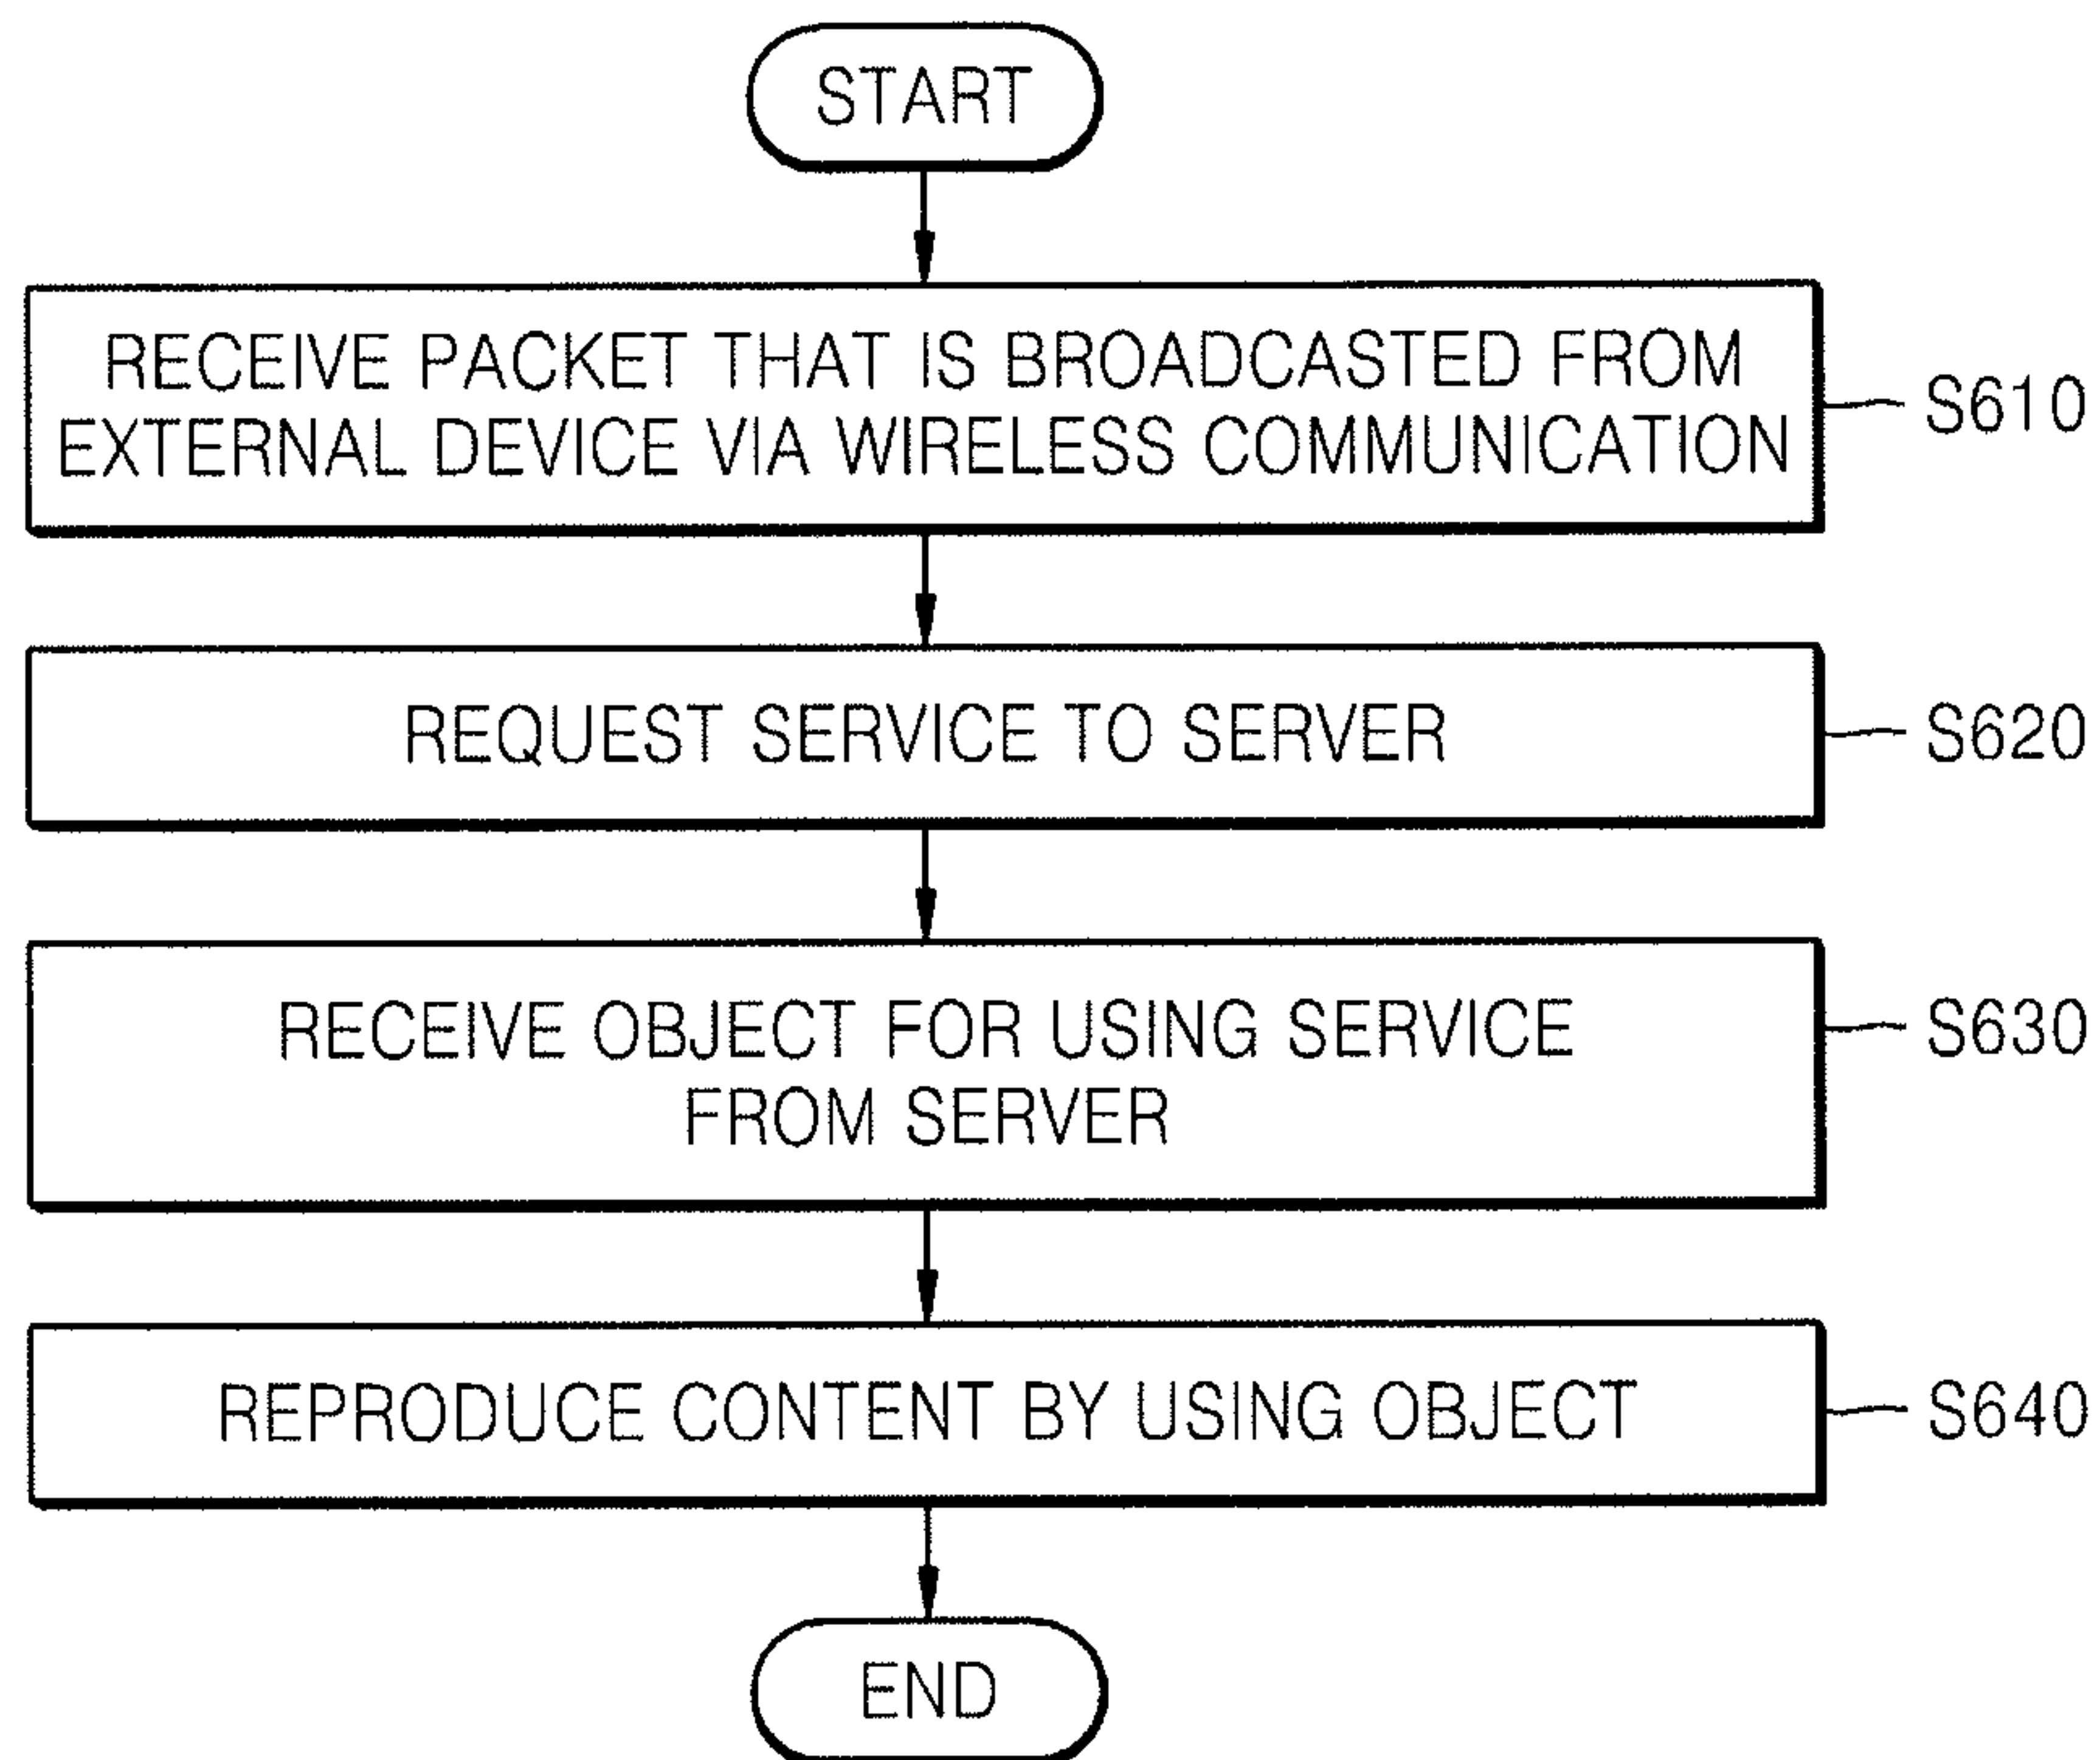 START
RECEIVE PACKET THAT IS BROADCASTED FROM
EXTERNAL DEVICE VIA WIRELESS COMMUNICATION
S610
REQUEST SERVICE TO SERVER
S620
RECEIVE OBJECT FOR USING SERVICE
FROM SERVER
S630
REPRODUCE CONTENT BY USING OBJECT
S640
END